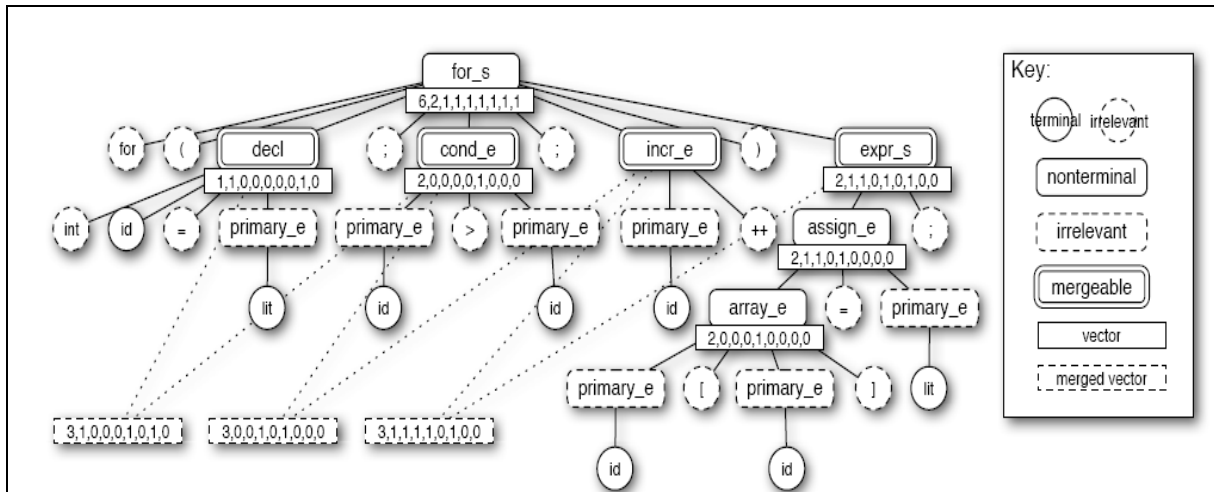 for_s
6,2,1,1,1,1,1,1,1
for ( decl ; cond_e ; incr_e ) expr_s
1,1,0,0,0,0,0,1,0 2,0,0,0,0,1,0,0,0 2,1,1,0,1,0,1,0,0
int id = primary_e primary_e > primary_e primary_e ++ assign_e ;
2,1,1,0,1,0,0,0,0
lit id id id array_e = primary_e
2,0,0,0,1,0,0,0,0
primary_e [ primary_e ] lit
3,1,0,0,0,1,0,1,0 3,0,0,1,0,1,0,0,0 3,1,1,1,1,0,1,0,0
id id
Key:
terminal irrelevant
nonterminal
irrelevant
mergeable
vector
merged vector